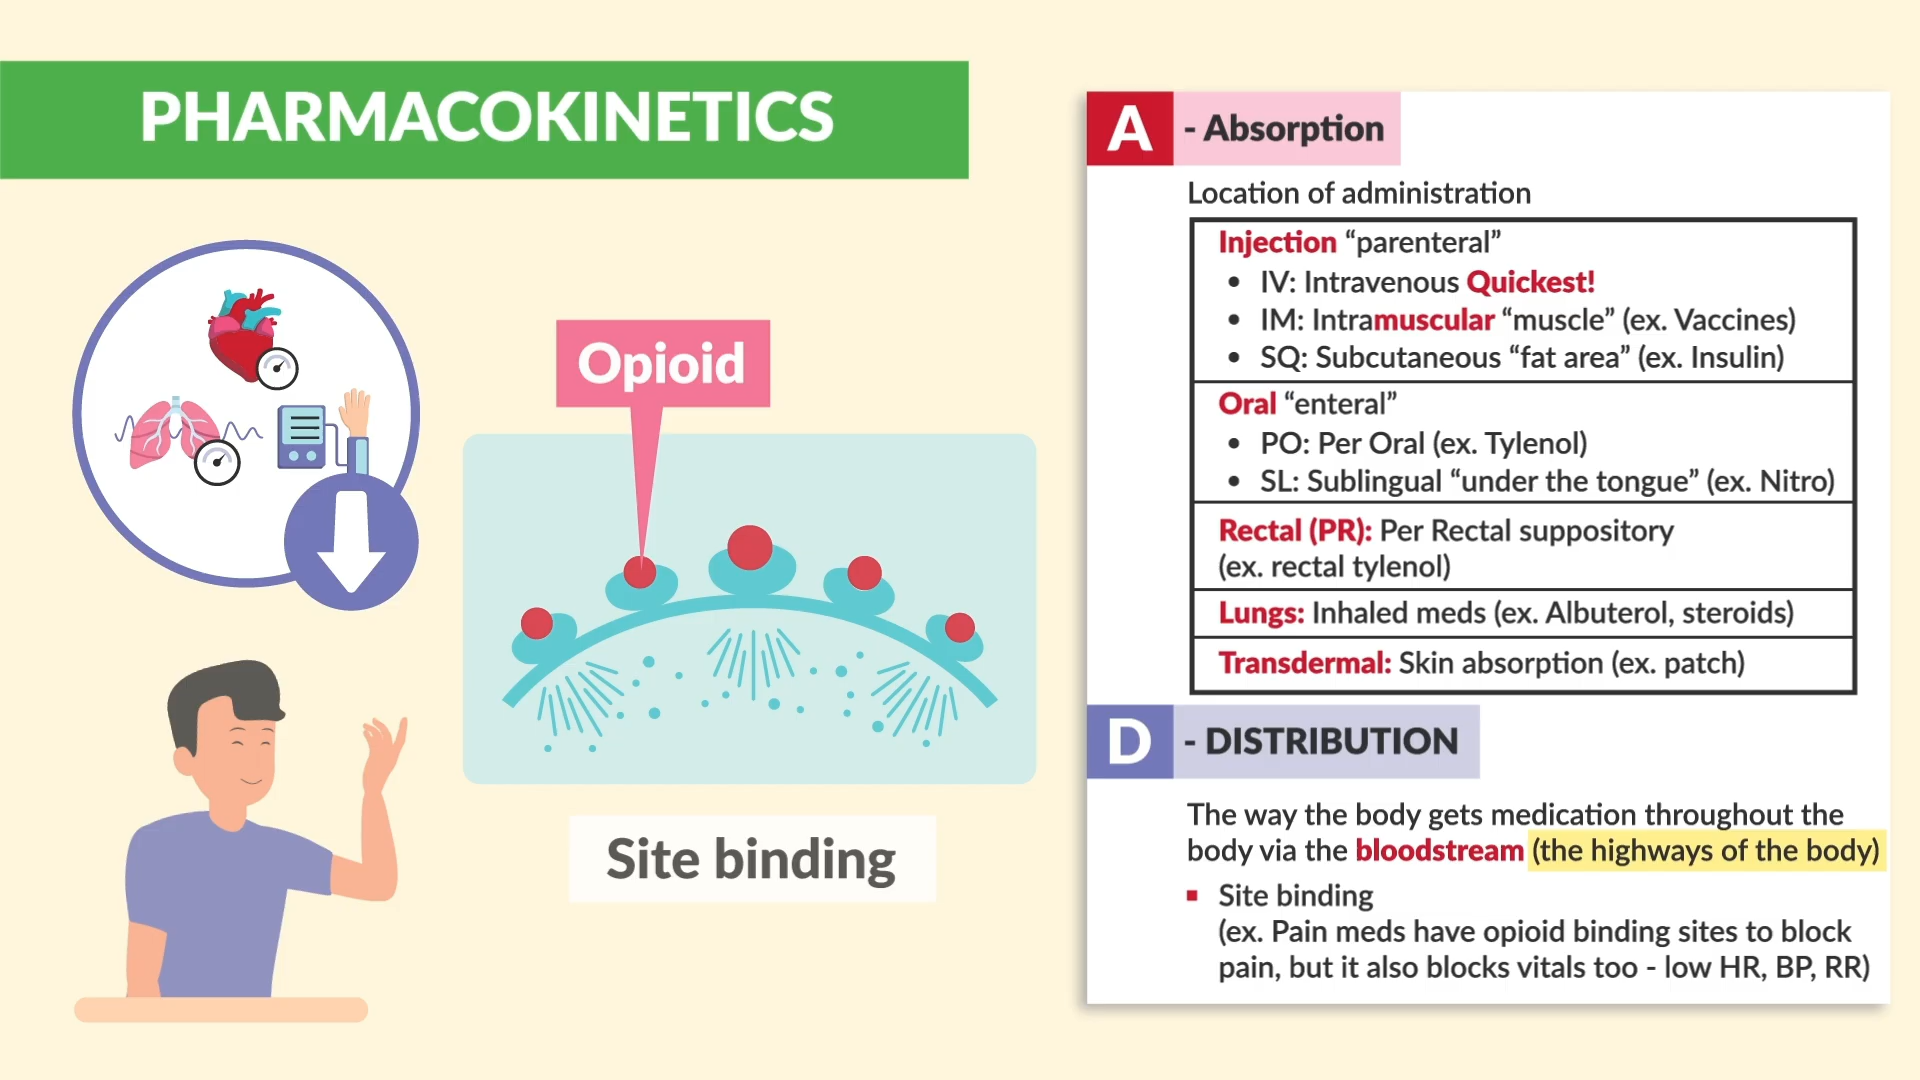 PHARMACOKINETICS
Opioid
Site binding
A - Absorption
Location of administration
Injection “parenteral”
• IV: Intravenous Quickest!
• IM: Intramuscular “muscle” (ex. Vaccines)
• SQ: Subcutaneous “fat area” (ex. Insulin)
Oral “enteral”
• PO: Per Oral (ex. Tylenol)
• SL: Sublingual “under the tongue” (ex. Nitro)
Rectal (PR): Per Rectal suppository
(ex. rectal tylenol)
Lungs: Inhaled meds (ex. Albuterol, steroids)
Transdermal: Skin absorption (ex. patch)
D - DISTRIBUTION
The way the body gets medication throughout the
body via the bloodstream (the highways of the body)
▪ Site binding
(ex. Pain meds have opioid binding sites to block
pain, but it also blocks vitals too - low HR, BP, RR)